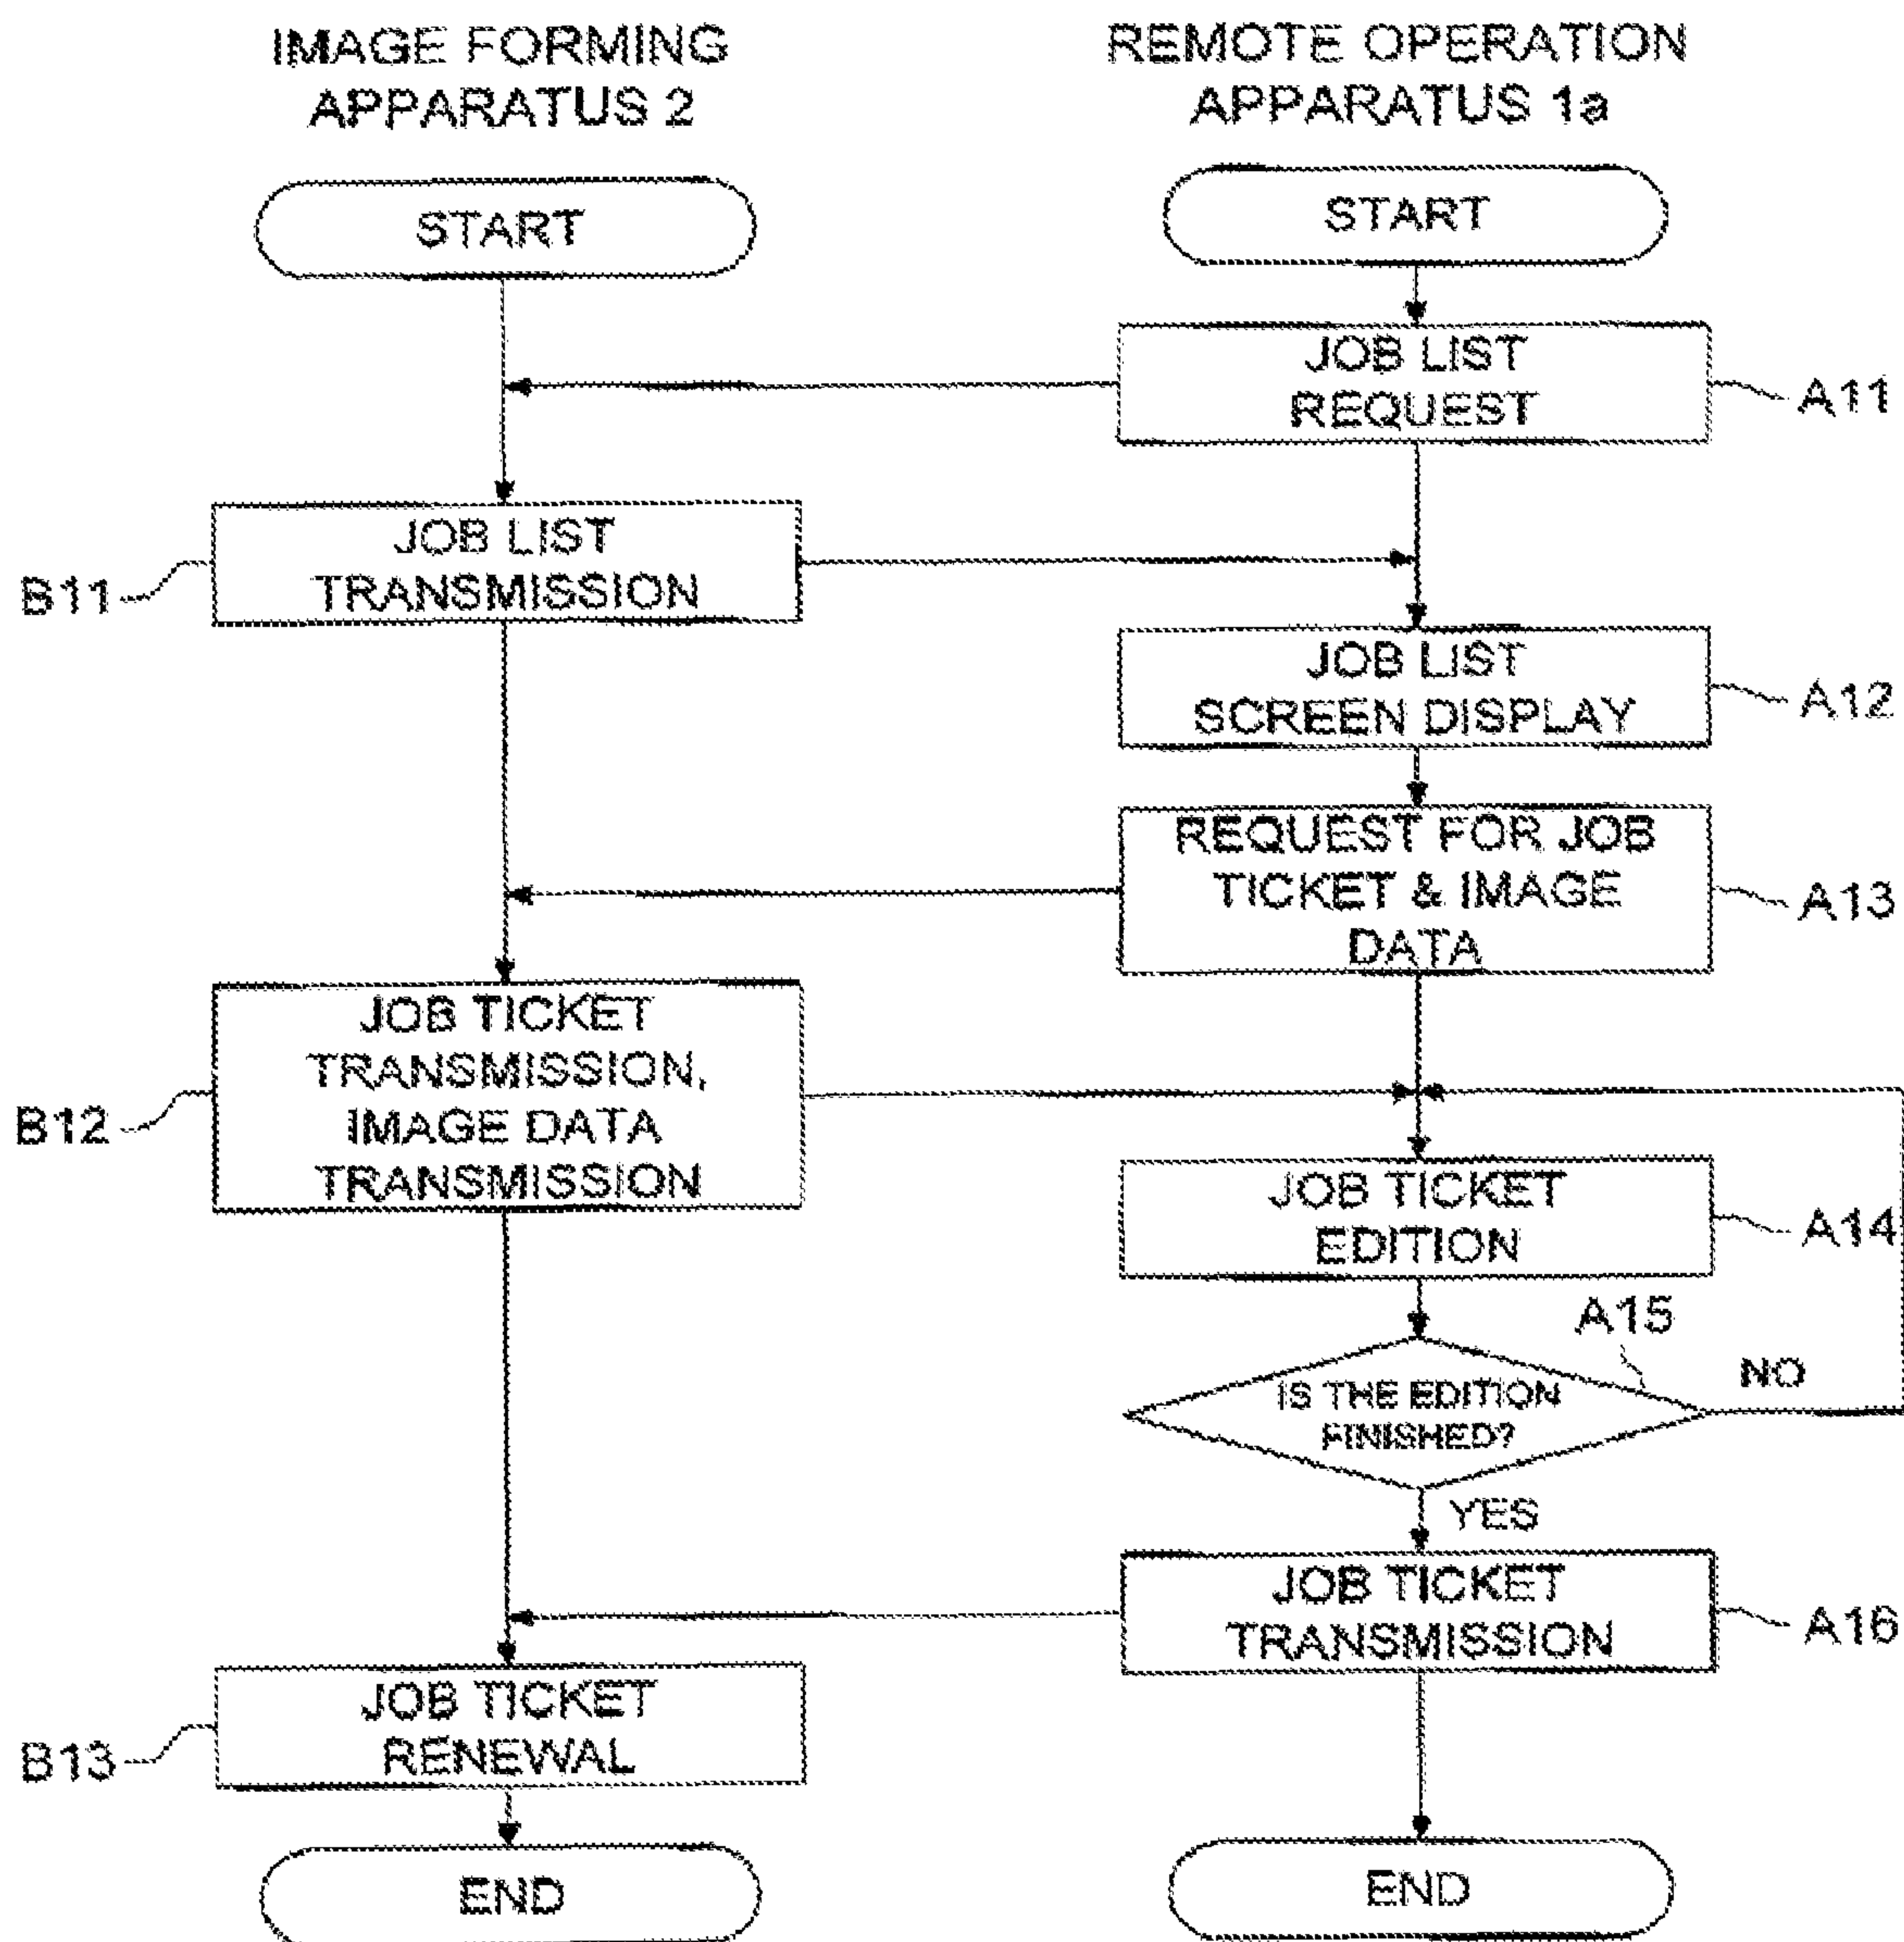 IMAGE FORMING
APPARATUS 2
REMOTE OPERATION
APPARATUS 1a
START
START
JOB LIST
REQUEST
A11
JOB LIST
TRANSMISSION
B11
JOB LIST
SCREEN DISPLAY
A12
REQUEST FOR JOB
TICKET & IMAGE
DATA
A13
JOB TICKET
TRANSMISSION,
IMAGE DATA
TRANSMISSION
B12
JOB TICKET
EDITION
A14
A15
IS THE EDITION
FINISHED?
NO
YES
JOB TICKET
TRANSMISSION
A16
JOB TICKET
RENEWAL
B13
END
END